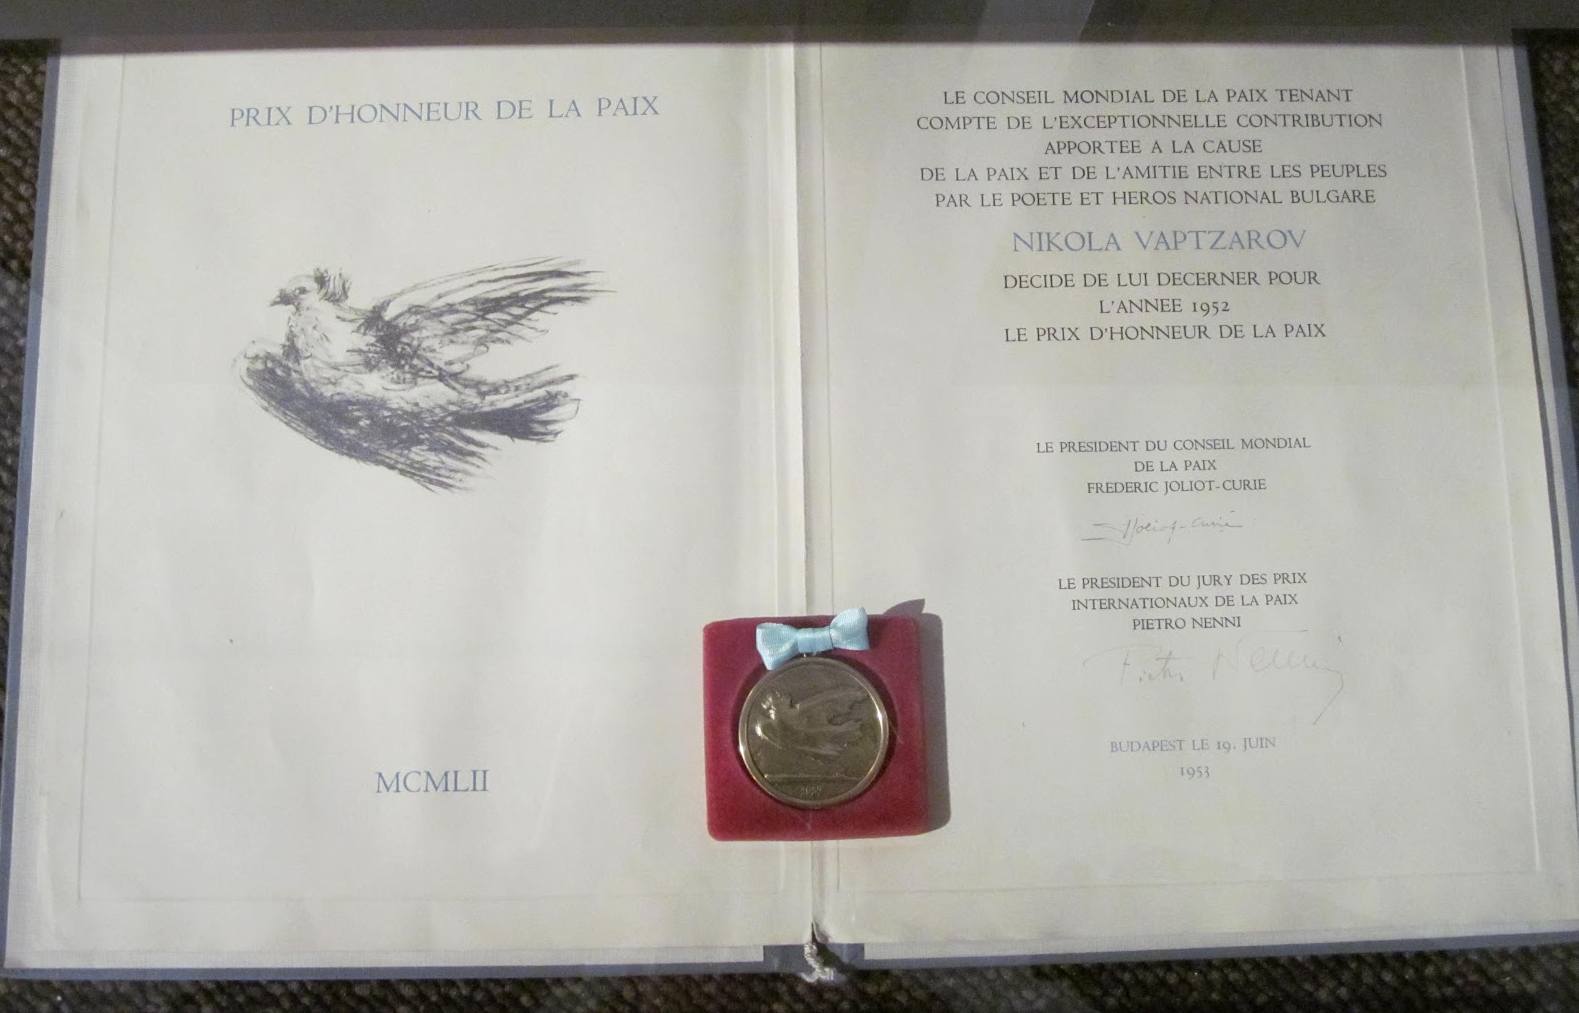 PRIX D'HONNEUR DE LA PAIX
MCMLII
LE CONSEIL MONDIAL DE LA PAIX TENANT
COMPTE DE L'EXCEPTIONNELLE CONTRIBUTION
APPORTEE A LA CAUSE
DE LA PAIX ET DE L'AMITIE ENTRE LES PEUPLES
PAR LE POETE ET HEROS NATIONAL BULGARE
NIKOLA VAPTZAROV
DECIDE DE LUI DECERNER POUR
L'ANNEE 1952
LE PRIX D'HONNEUR DE LA PAIX
LE PRESIDENT DU CONSEIL MONDIAL
DE LA PAIX
FREDERIC JOLIOT-CURIE
Joliot-Curie
LE PRESIDENT DU JURY DES PRIX
INTERNATIONAUX DE LA PAIX
PIETRO NENNI
Pietro Nenni
BUDAPEST LE 19. JUIN
1953